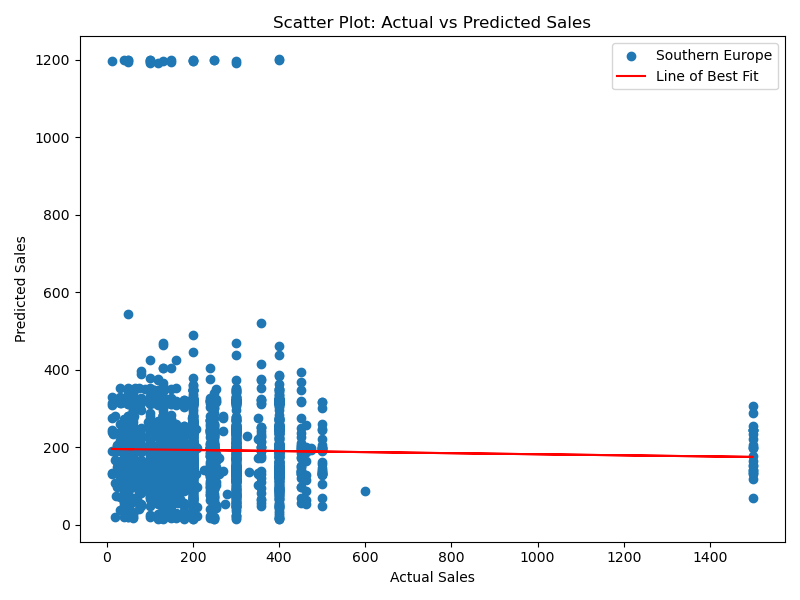 Scatter Plot: Actual vs Predicted Sales
Southern Europe
Line of Best Fit
1200
1000
800
600
400
200
0
Predicted Sales
0 200 400 600 800 1000 1200 1400
Actual Sales